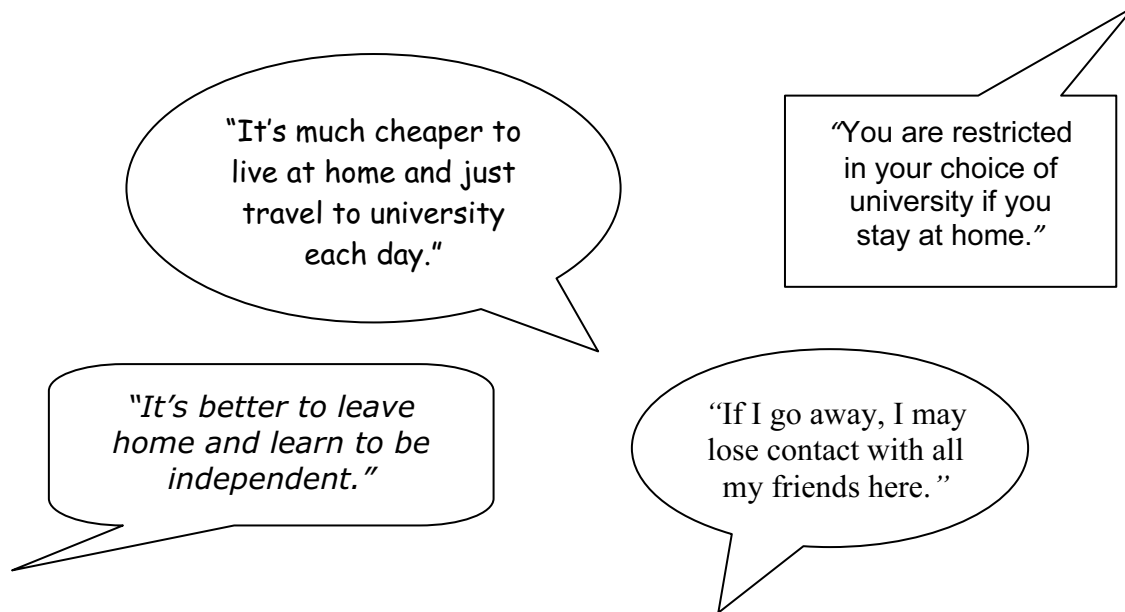 “It’s much cheaper to
live at home and just
travel to university
each day.”
“You are restricted
in your choice of
university if you
stay at home.”
“It’s better to leave
home and learn to be
independent.”
“If I go away, I may
lose contact with all
my friends here.”